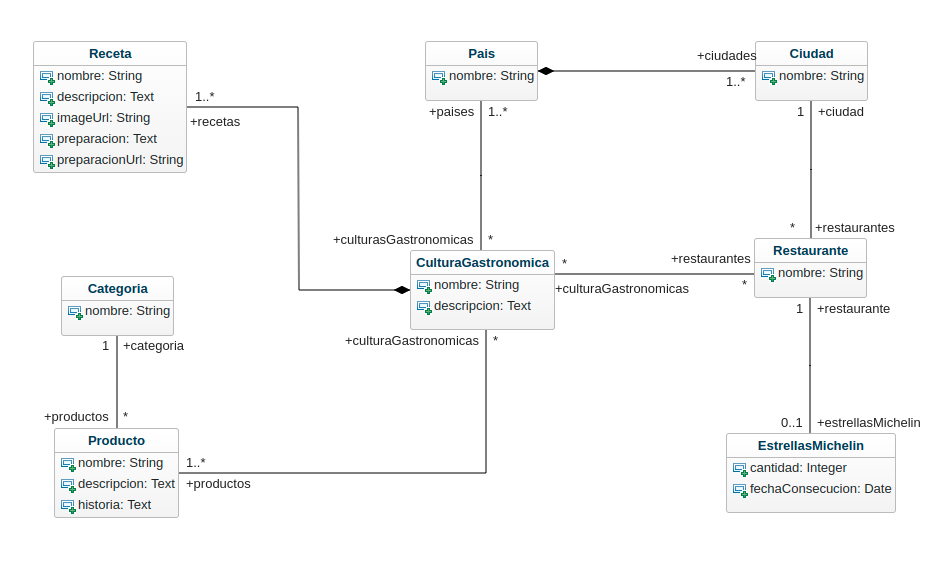 Receta
nombre: String
descripcion: Text
imageUrl: String
preparacion: Text
preparacionUrl: String
1..*
+recetas
Pais
nombre: String
+paises
1..*
+ciudades
1..*
Ciudad
nombre: String
1
+ciudad
*
+restaurantes
+culturasGastronomicas
*
CulturaGastronomica
nombre: String
descripcion: Text
*
+culturaGastronomicas
+restaurantes
*
Restaurante
nombre: String
1
+restaurante
+culturaGastronomicas
*
Categoria
nombre: String
1
+categoria
+productos
*
Producto
nombre: String
descripcion: Text
historia: Text
1..*
+productos
0..1
+estrellasMichelin
EstrellasMichelin
cantidad: Integer
fechaConsecucion: Date